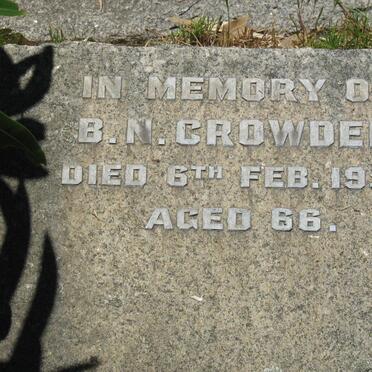 IN MEMORY
B. N. CROWDE
DIED 6TH FEB. 19
AGED 66.